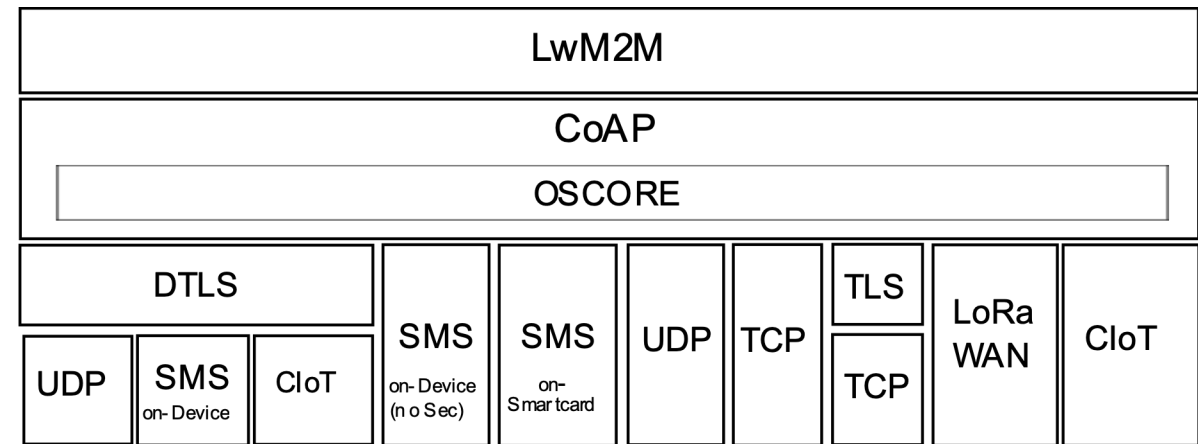 LwM2M
CoAP
OSCORE
DTLS
UDP
SMS
on-Device
CIoT
SMS
on-Device
(no Sec)
SMS
on-
Smartcard
UDP
TCP
TLS
TCP
LoRa
WAN
CIoT